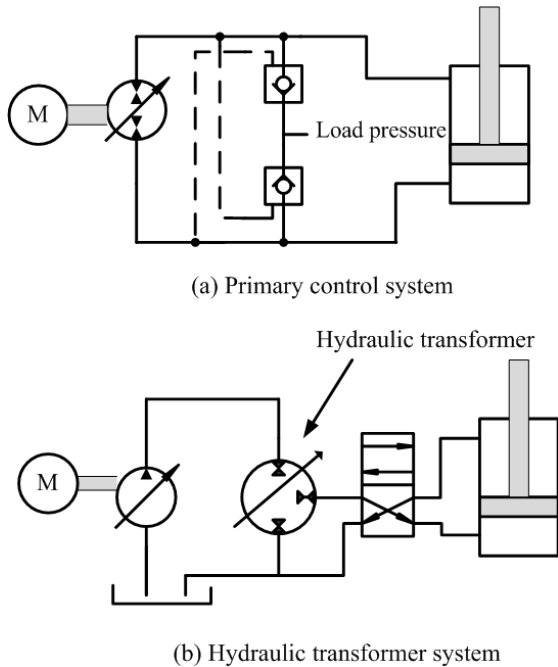 M
Load pressure
(a) Primary control system
Hydraulic transformer
M
(b) Hydraulic transformer system